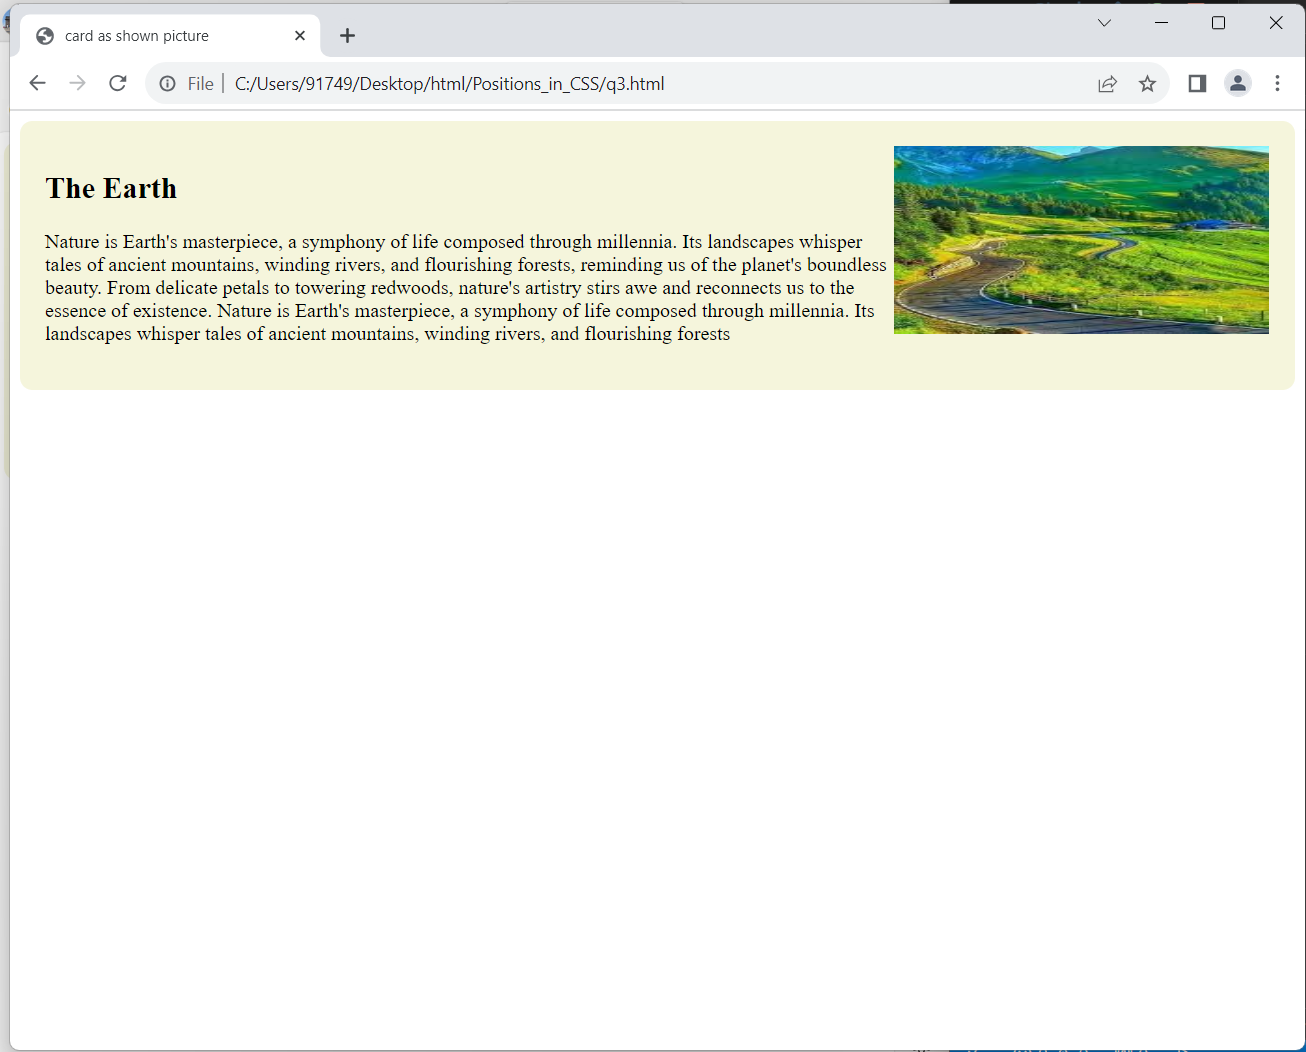 card as shown picture
File
C:/Users/91749/Desktop/html/Positions_in_CSS/q3.html
The Earth
Nature is Earth's masterpiece, a symphony of life composed through millennia. Its landscapes whisper
tales of ancient mountains, winding rivers, and flourishing forests, reminding us of the planet's boundless
beauty. From delicate petals to towering redwoods, nature's artistry stirs awe and reconnects us to the
essence of existence. Nature is Earth's masterpiece, a symphony of life composed through millennia. Its
landscapes whisper tales of ancient mountains, winding rivers, and flourishing forests